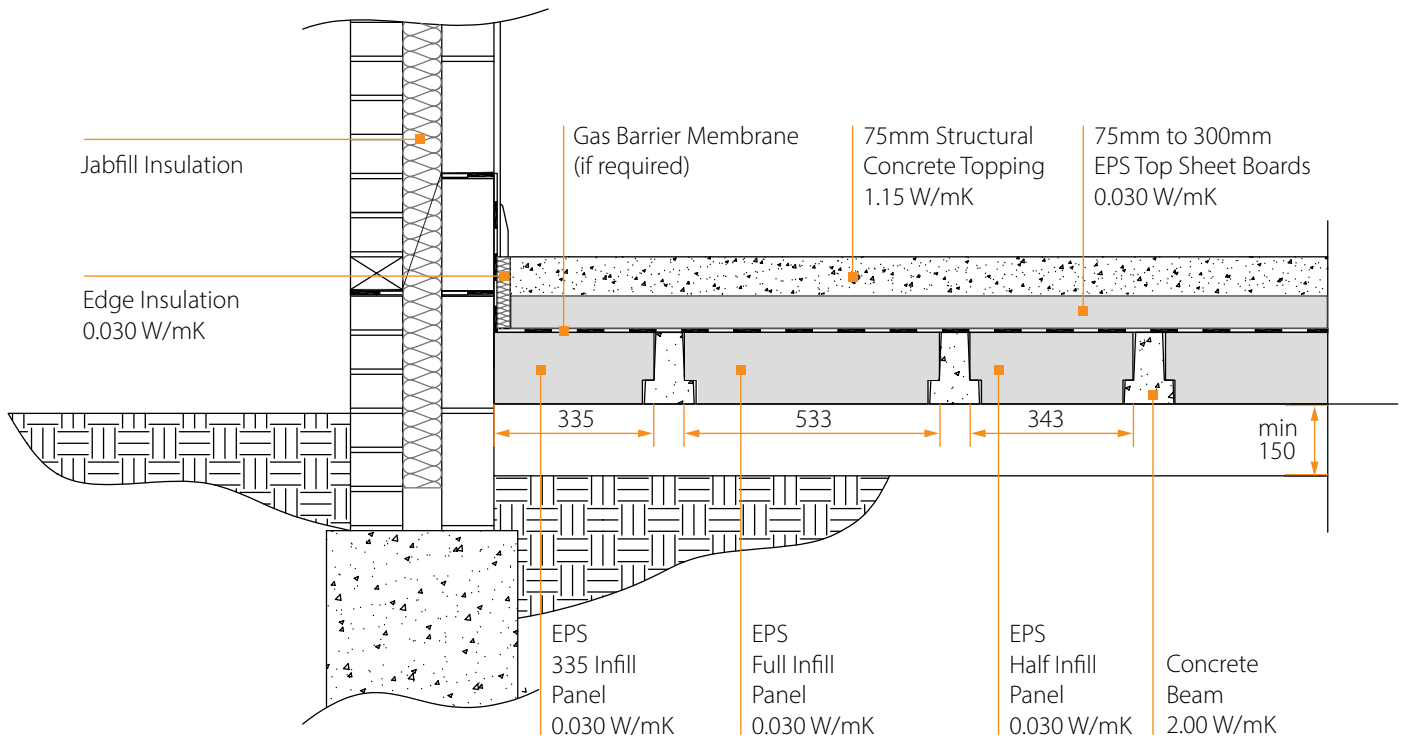 Jabfill Insulation
Gas Barrier Membrane
(if required)
75mm Structural
Concrete Topping
1.15 W/mK
75mm to 300mm
EPS Top Sheet Boards
0.030 W/mK
Edge Insulation
0.030 W/mK
335
533
343
min
150
EPS
335 Infill
Panel
0.030 W/mK
EPS
Full Infill
Panel
0.030 W/mK
EPS
Half Infill
Panel
0.030 W/mK
Concrete
Beam
2.00 W/mK